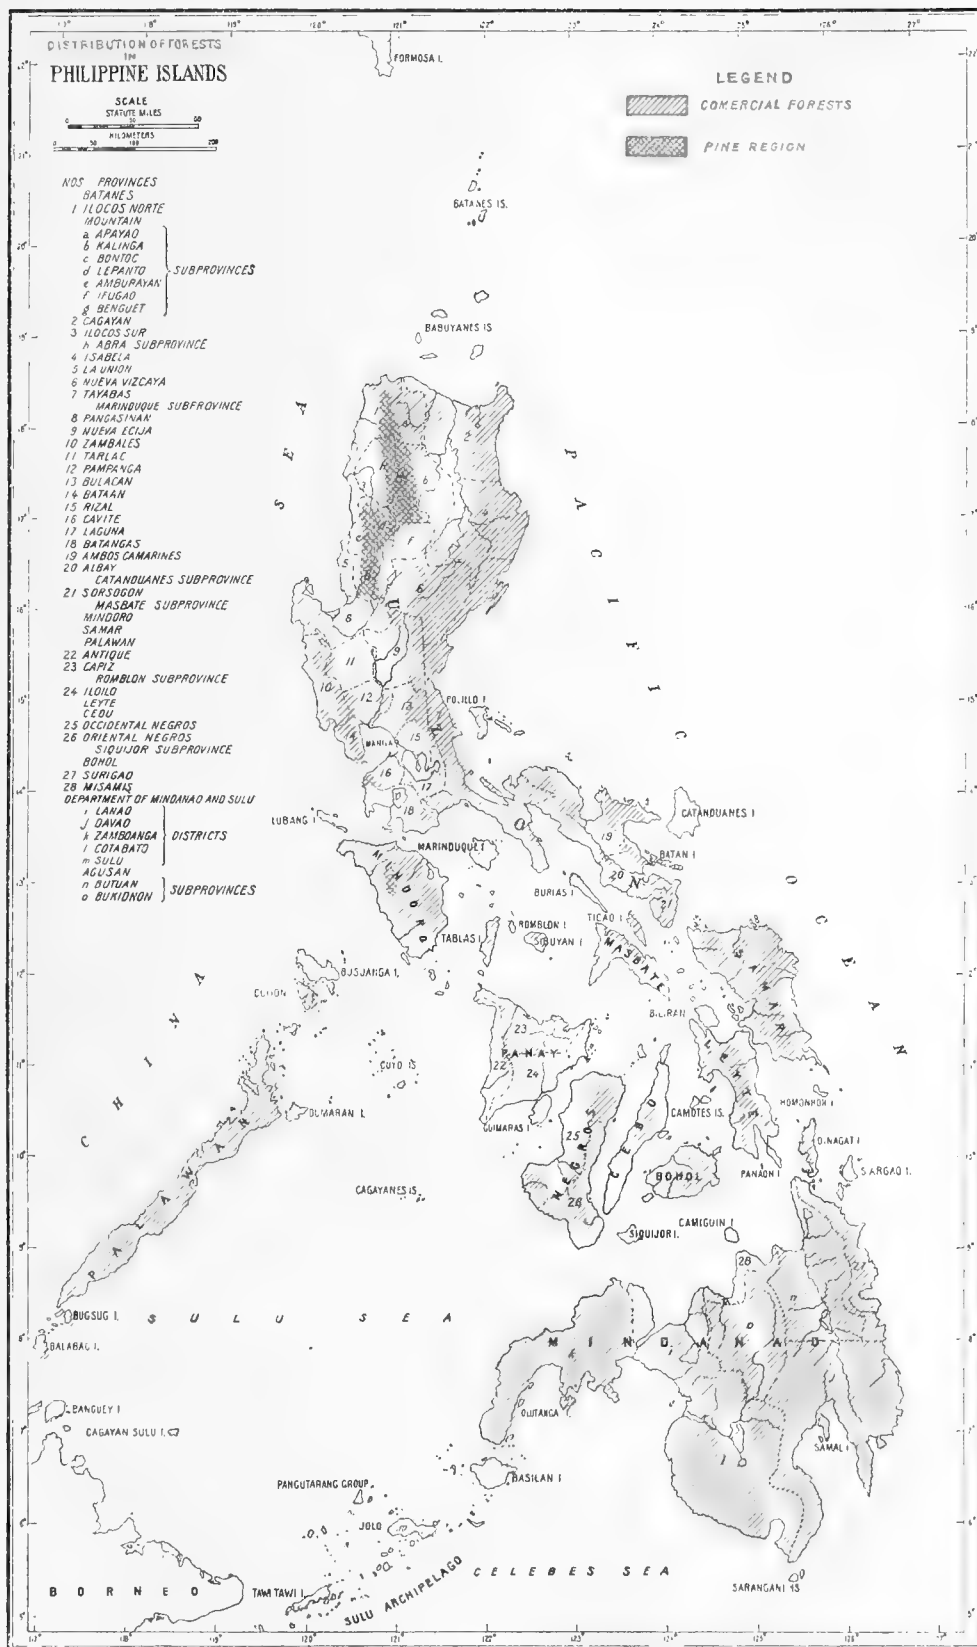 DISTRIBUTION OF FORESTS
IN
PHILIPPINE ISLANDS
SCALE
STATUTE MILES
KILOMETERS
NOS PROVINCES
BATANES
1 ILOCOS NORTE
MOUNTAIN
a APAYAO
b KALINGA
c BONTOC
d LEPANTO
e AMBURAYAN
f IFUGAO
g BENGUET
SUBPROVINCES
2 CAGAYAN
3 ILOCOS SUR
h ABRA SUBPROVINCE
4 ISABELA
5 LA UNION
6 NUEVA VIZCAYA
7 TAYABAS
MARINDUQUE SUBPROVINCE
8 PANGASINAN
9 NUEVA ECIJA
10 ZAMBALES
11 TARLAC
12 PAMPANGA
13 BULACAN
14 BATAAN
15 RIZAL
16 CAVITE
17 LAGUNA
18 BATANGAS
19 AMBOS CAMARINES
20 ALBAY
CATANDUANES SUBPROVINCE
21 SORSOGON
MASBATE SUBPROVINCE
MINDORO
SAMAR
PALAWAN
22 ANTIQUE
23 CAPIZ
ROMBLON SUBPROVINCE
24 ILOILO
LEYTE
CEBU
25 OCCIDENTAL NEGROS
26 ORIENTAL NEGROS
SIQUIJOR SUBPROVINCE
BOHOL
27 SURIGAO
28 MISAMIS
DEPARTMENT OF MINDANAO AND SULU
i LANAO
j DAVAO
k ZAMBOANGA
l COTABATO
m SULU
DISTRICTS
AGUSAN
n BUTUAN
o BUKIDNON
SUBPROVINCES
LEGEND
COMERCIAL FORESTS
PINE REGION
FORMOSA I.
BATANES IS.
BABUYANES IS
CHINA SEA
PACIFIC OCEAN
LUZON
POLILLO I
MANILA
LUBANG I
MARINDUQUE I
CATANDUANES I
BATAN I
MINDORO
BURIAS I
TICAO I
ROMBLON I
TABLAS I
SIBUYAN I
MASBATE
SAMAR
BUSUANGA I.
CULION
BILIRAN
PANAY
CUYO IS
LEYTE
DUMARAN I.
GUIMARAS I
CAMOTES IS.
HOMONHON I
NEGROS
CEBU
DINAGAT I
BOHOL
PANAON I
SIARGAO I.
CAGAYANES IS
PALAWAN
SIQUIJOR I.
CAMIGUIN I
BUGSUG I.
SULU SEA
MINDANAO
BALABAC I.
BANGUEY I
OLUTANGA I.
CAGAYAN SULU I.
SAMAL I
PANGUTARANG GROUP
BASILAN I
JOLO
BORNEO
TAWI TAWI I.
SULU ARCHIPELAGO
CELEBES SEA
SARANGANI IS